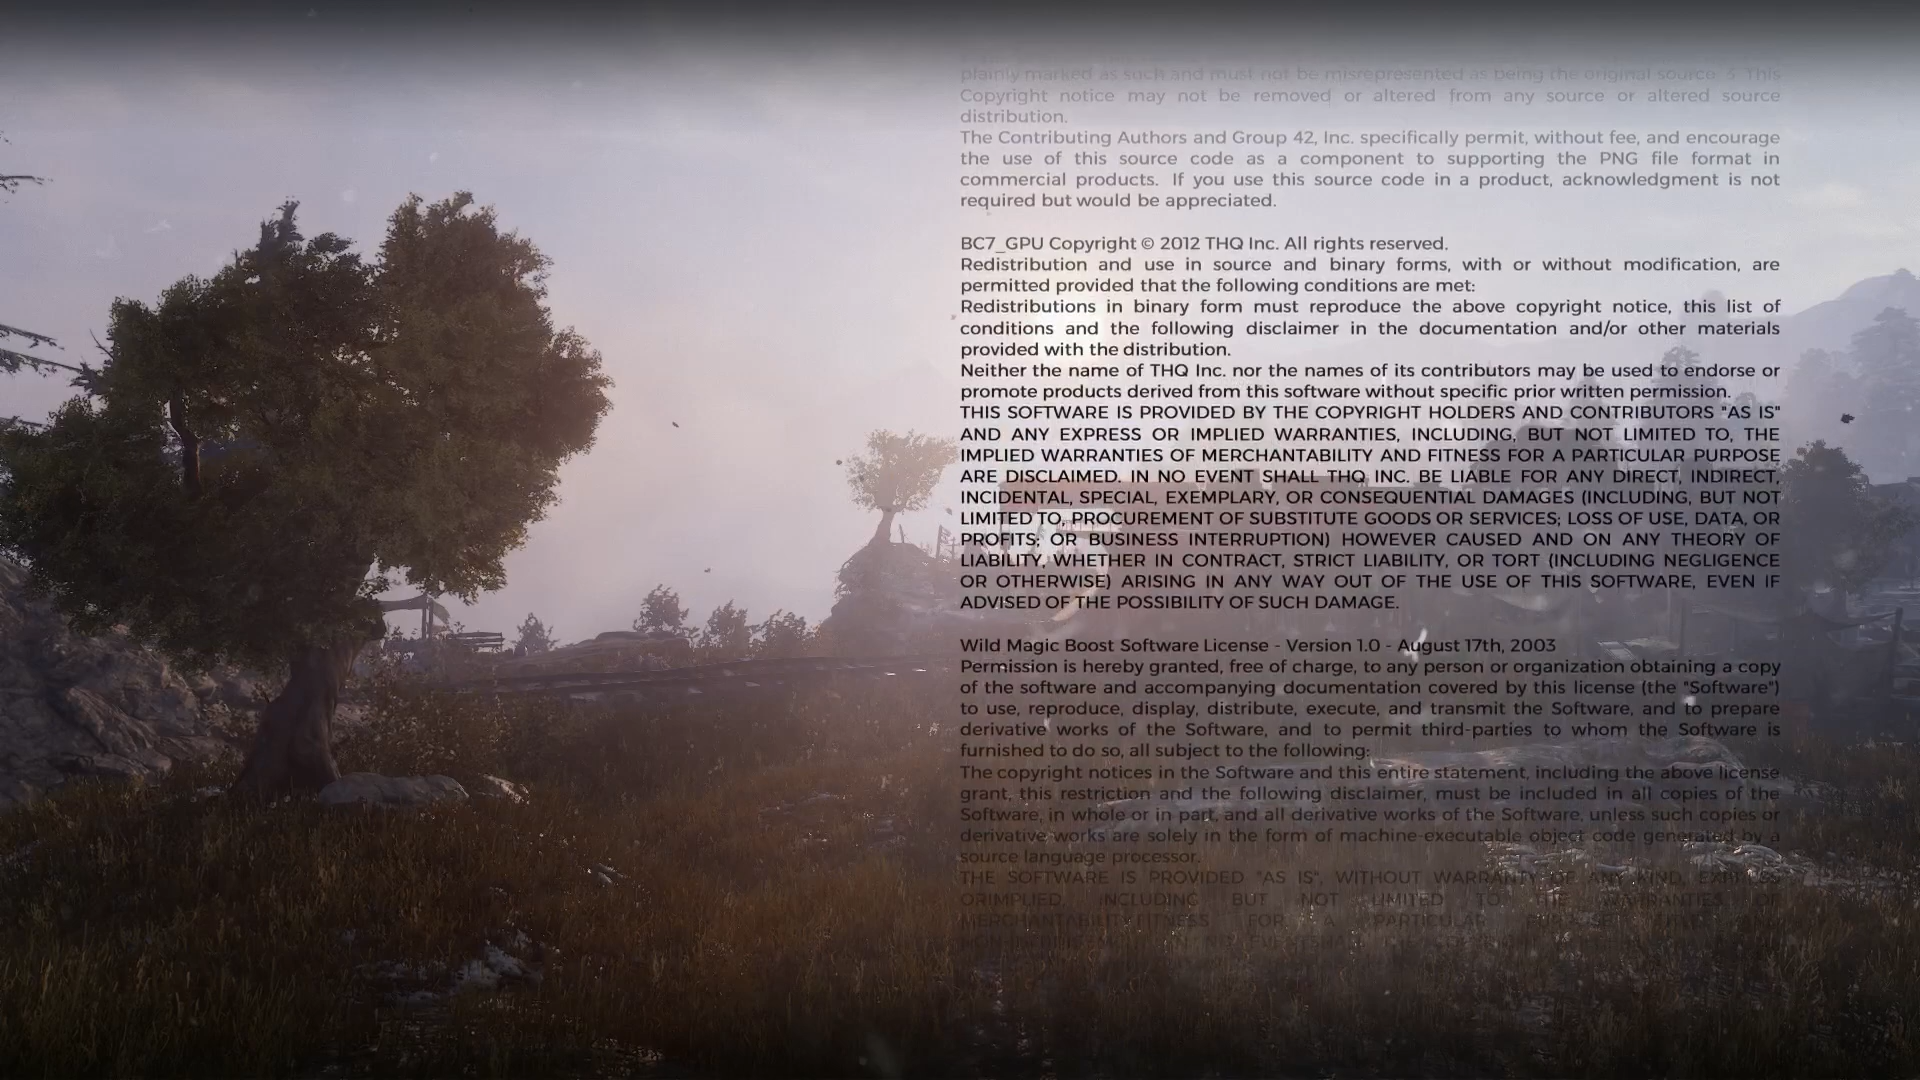 plainly marked as such and must not be misrepresented as being the original source. 3. This
Copyright notice may not be removed or altered from any source or altered source
distribution.
The Contributing Authors and Group 42, Inc. specifically permit, without fee, and encourage
the use of this source code as a component to supporting the PNG file format in
commercial products. If you use this source code in a product, acknowledgment is not
required but would be appreciated.
BC7_GPU Copyright © 2012 THQ Inc. All rights reserved.
Redistribution and use in source and binary forms, with or without modification, are
permitted provided that the following conditions are met:
Redistributions in binary form must reproduce the above copyright notice, this list of
conditions and the following disclaimer in the documentation and/or other materials
provided with the distribution.
Neither the name of THQ Inc. nor the names of its contributors may be used to endorse or
promote products derived from this software without specific prior written permission.
THIS SOFTWARE IS PROVIDED BY THE COPYRIGHT HOLDERS AND CONTRIBUTORS "AS IS"
AND ANY EXPRESS OR IMPLIED WARRANTIES, INCLUDING, BUT NOT LIMITED TO, THE
IMPLIED WARRANTIES OF MERCHANTABILITY AND FITNESS FOR A PARTICULAR PURPOSE
ARE DISCLAIMED. IN NO EVENT SHALL THQ INC. BE LIABLE FOR ANY DIRECT, INDIRECT,
INCIDENTAL, SPECIAL, EXEMPLARY, OR CONSEQUENTIAL DAMAGES (INCLUDING, BUT NOT
LIMITED TO, PROCUREMENT OF SUBSTITUTE GOODS OR SERVICES; LOSS OF USE, DATA, OR
PROFITS; OR BUSINESS INTERRUPTION) HOWEVER CAUSED AND ON ANY THEORY OF
LIABILITY, WHETHER IN CONTRACT, STRICT LIABILITY, OR TORT (INCLUDING NEGLIGENCE
OR OTHERWISE) ARISING IN ANY WAY OUT OF THE USE OF THIS SOFTWARE, EVEN IF
ADVISED OF THE POSSIBILITY OF SUCH DAMAGE.
Wild Magic Boost Software License - Version 1.0 - August 17th, 2003
Permission is hereby granted, free of charge, to any person or organization obtaining a copy
of the software and accompanying documentation covered by this license (the "Software")
to use, reproduce, display, distribute, execute, and transmit the Software, and to prepare
derivative works of the Software, and to permit third-parties to whom the Software is
furnished to do so, all subject to the following:
The copyright notices in the Software and this entire statement, including the above license
grant, this restriction and the following disclaimer, must be included in all copies of the
Software, in whole or in part, and all derivative works of the Software, unless such copies or
derivative works are solely in the form of machine-executable object code generated by a
source language processor.
THE SOFTWARE IS PROVIDED "AS IS", WITHOUT WARRANTY OF ANY KIND, EXPRESS
ORIMPLIED, INCLUDING BUT NOT LIMITED TO THE WARRANTIES OF
MERCHANTABILITY,FITNESS FOR A PARTICULAR